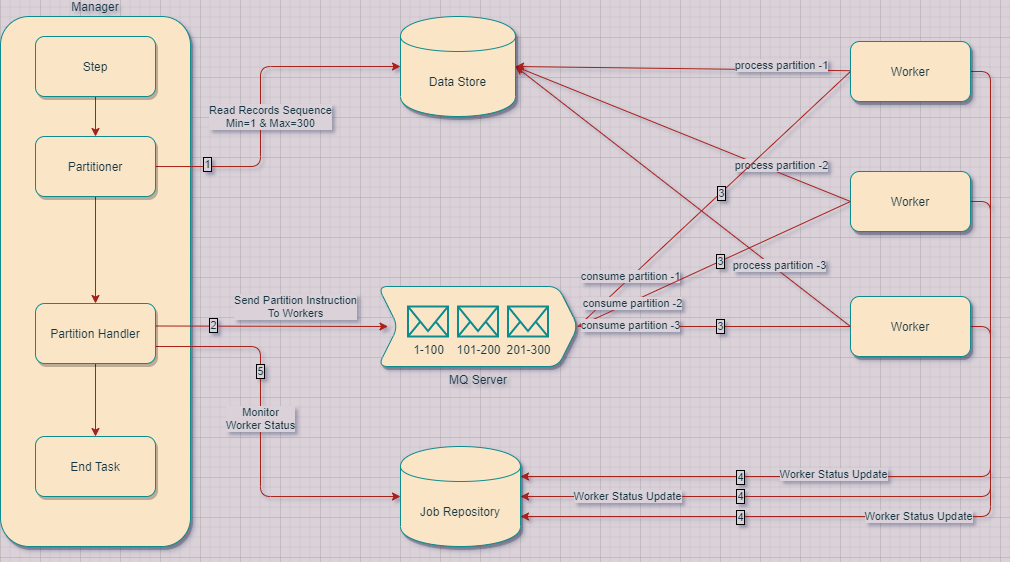 Manager
Step
Partitioner
Partition Handler
End Task
1
Read Records Sequence
Min=1 & Max=300
Data Store
2
Send Partition Instruction
To Workers
1-100
101-200
201-300
MQ Server
5
Monitor
Worker Status
Job Repository
process partition -1
process partition -2
process partition -3
3
3
3
consume partition -1
consume partition -2
consume partition -3
Worker
Worker
Worker
4
Worker Status Update
Worker Status Update
4
4
Worker Status Update